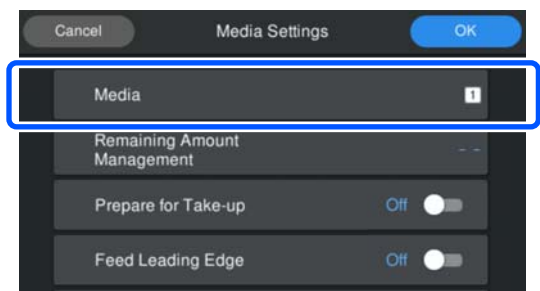 Cancel Media Settings OK
Media 1
Remaining Amount
Management - -
Prepare for Take-up Off
Feed Leading Edge Off